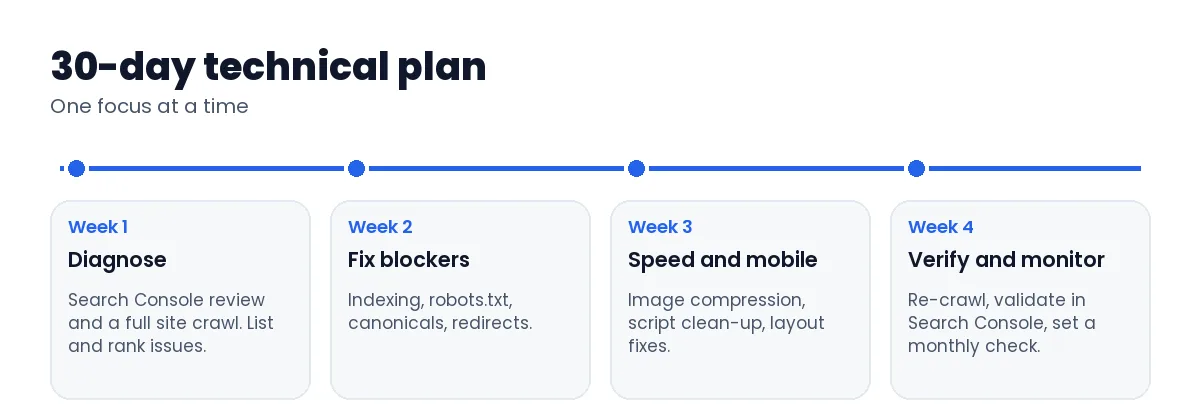 30-day technical plan
One focus at a time
Week 1
Diagnose
Search Console review
and a full site crawl. List
and rank issues.
Week 2
Fix blockers
Indexing, robots.txt,
canonicals, redirects.
Week 3
Speed and mobile
Image compression,
script clean-up, layout
fixes.
Week 4
Verify and monitor
Re-crawl, validate in
Search Console, set a
monthly check.